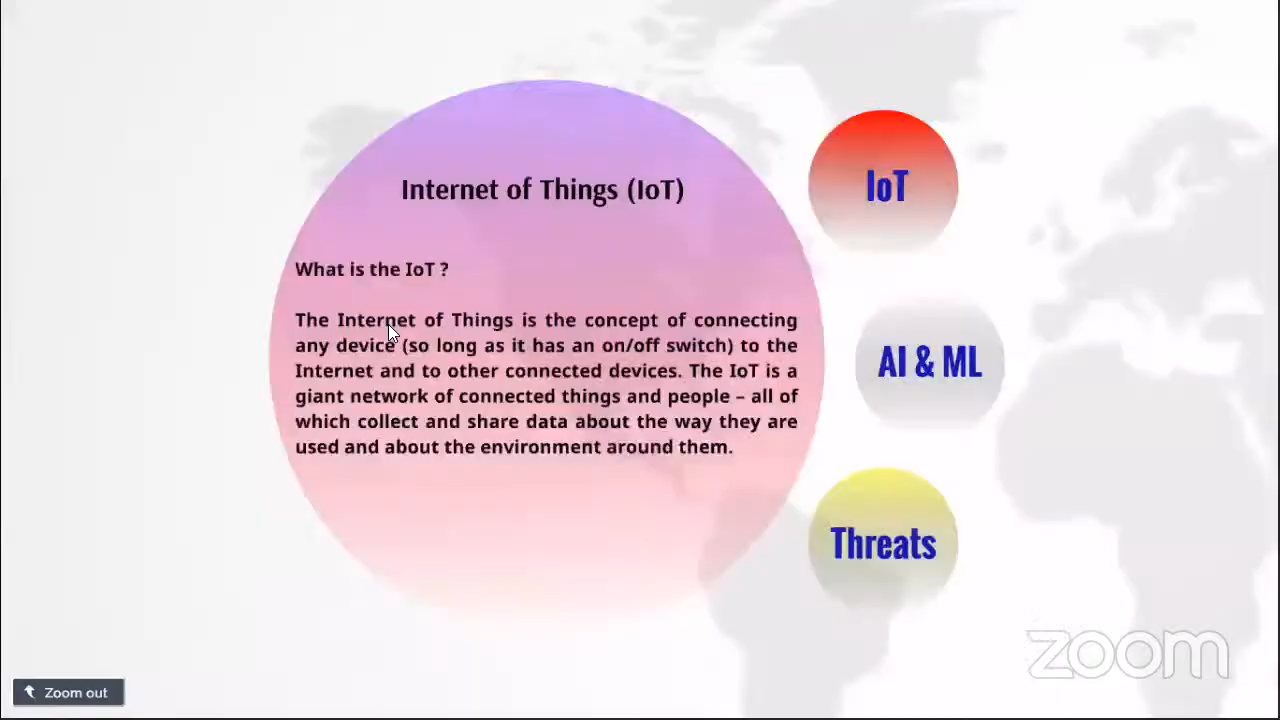 Internet of Things (IoT)
What is the IoT ?
The Internet of Things is the concept of connecting
any device (so long as it has an on/off switch) to the
Internet and to other connected devices. The IoT is a
giant network of connected things and people – all of
which collect and share data about the way they are
used and about the environment around them.
IoT
AI & ML
Threats
zoom
Zoom out